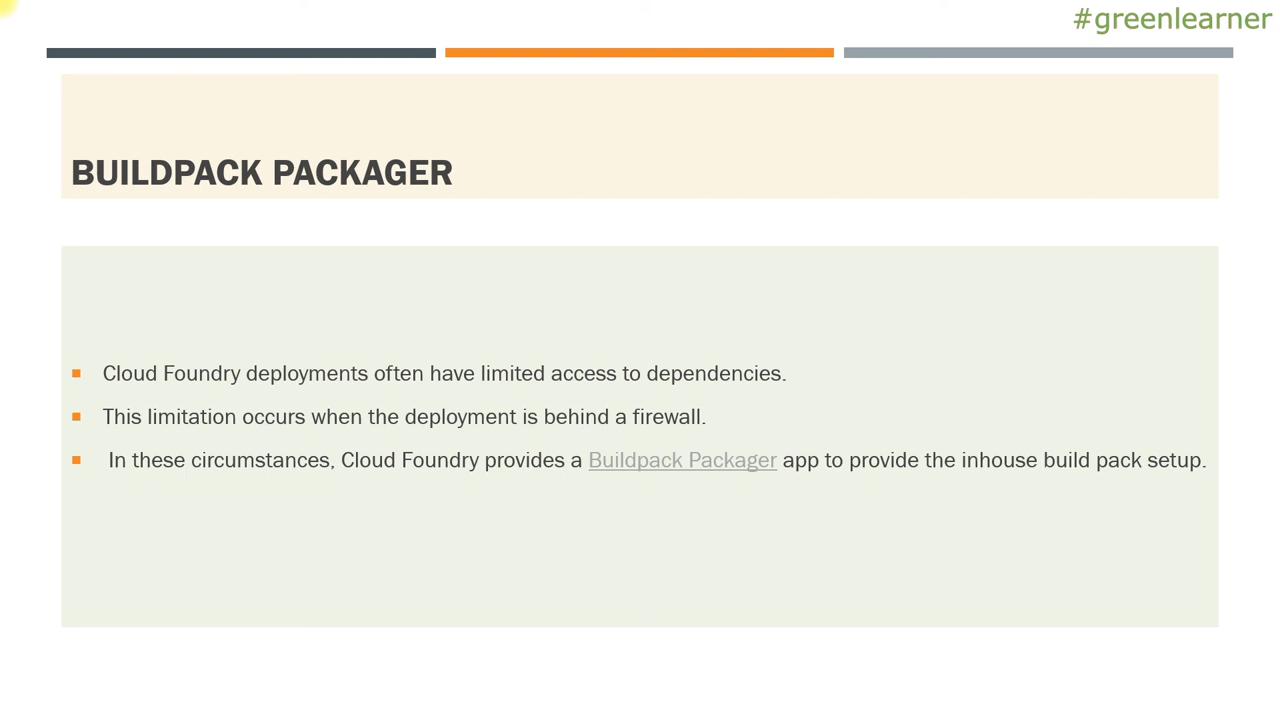 #greenlearner
BUILDPACK PACKAGER
Cloud Foundry deployments often have limited access to dependencies.
This limitation occurs when the deployment is behind a firewall.
In these circumstances, Cloud Foundry provides a Buildpack Packager app to provide the inhouse build pack setup.